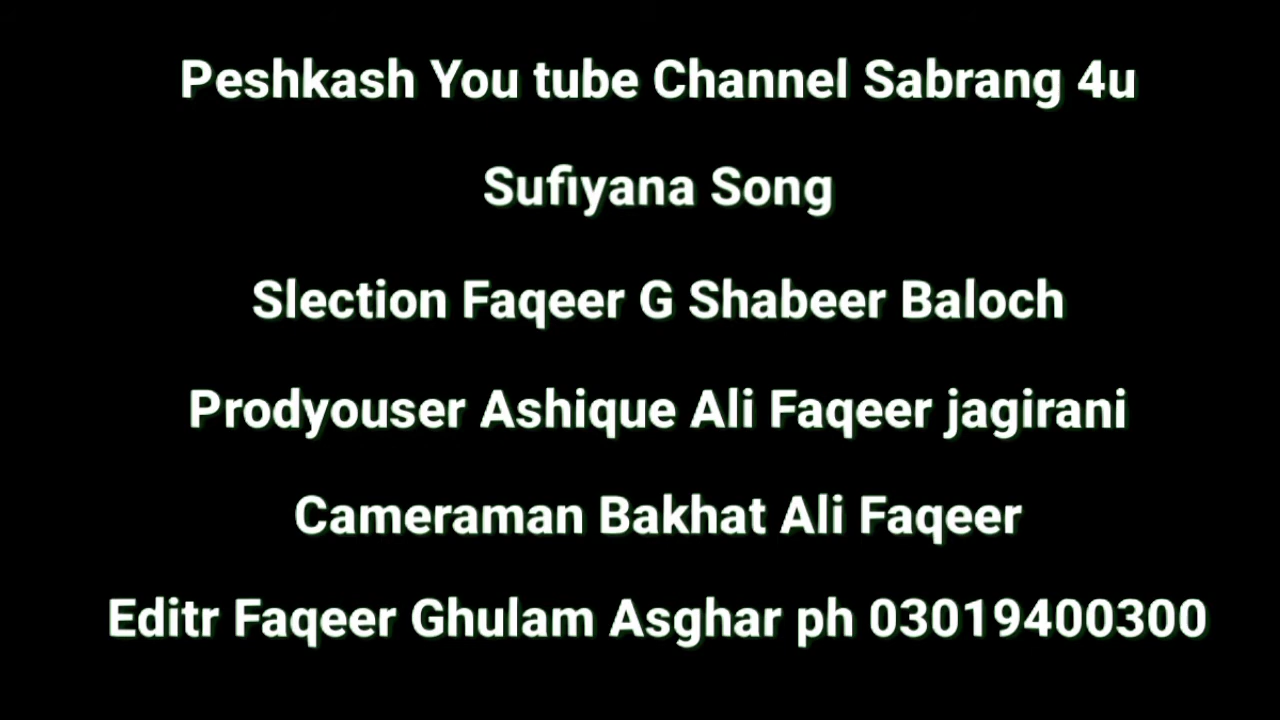 Peshkash You tube Channel Sabrang 4u
Sufiyana Song
Slection Faqeer G Shabeer Baloch
Prodyouser Ashique Ali Faqeer jagirani
Cameraman Bakhat Ali Faqeer
Editr Faqeer Ghulam Asghar ph 03019400300